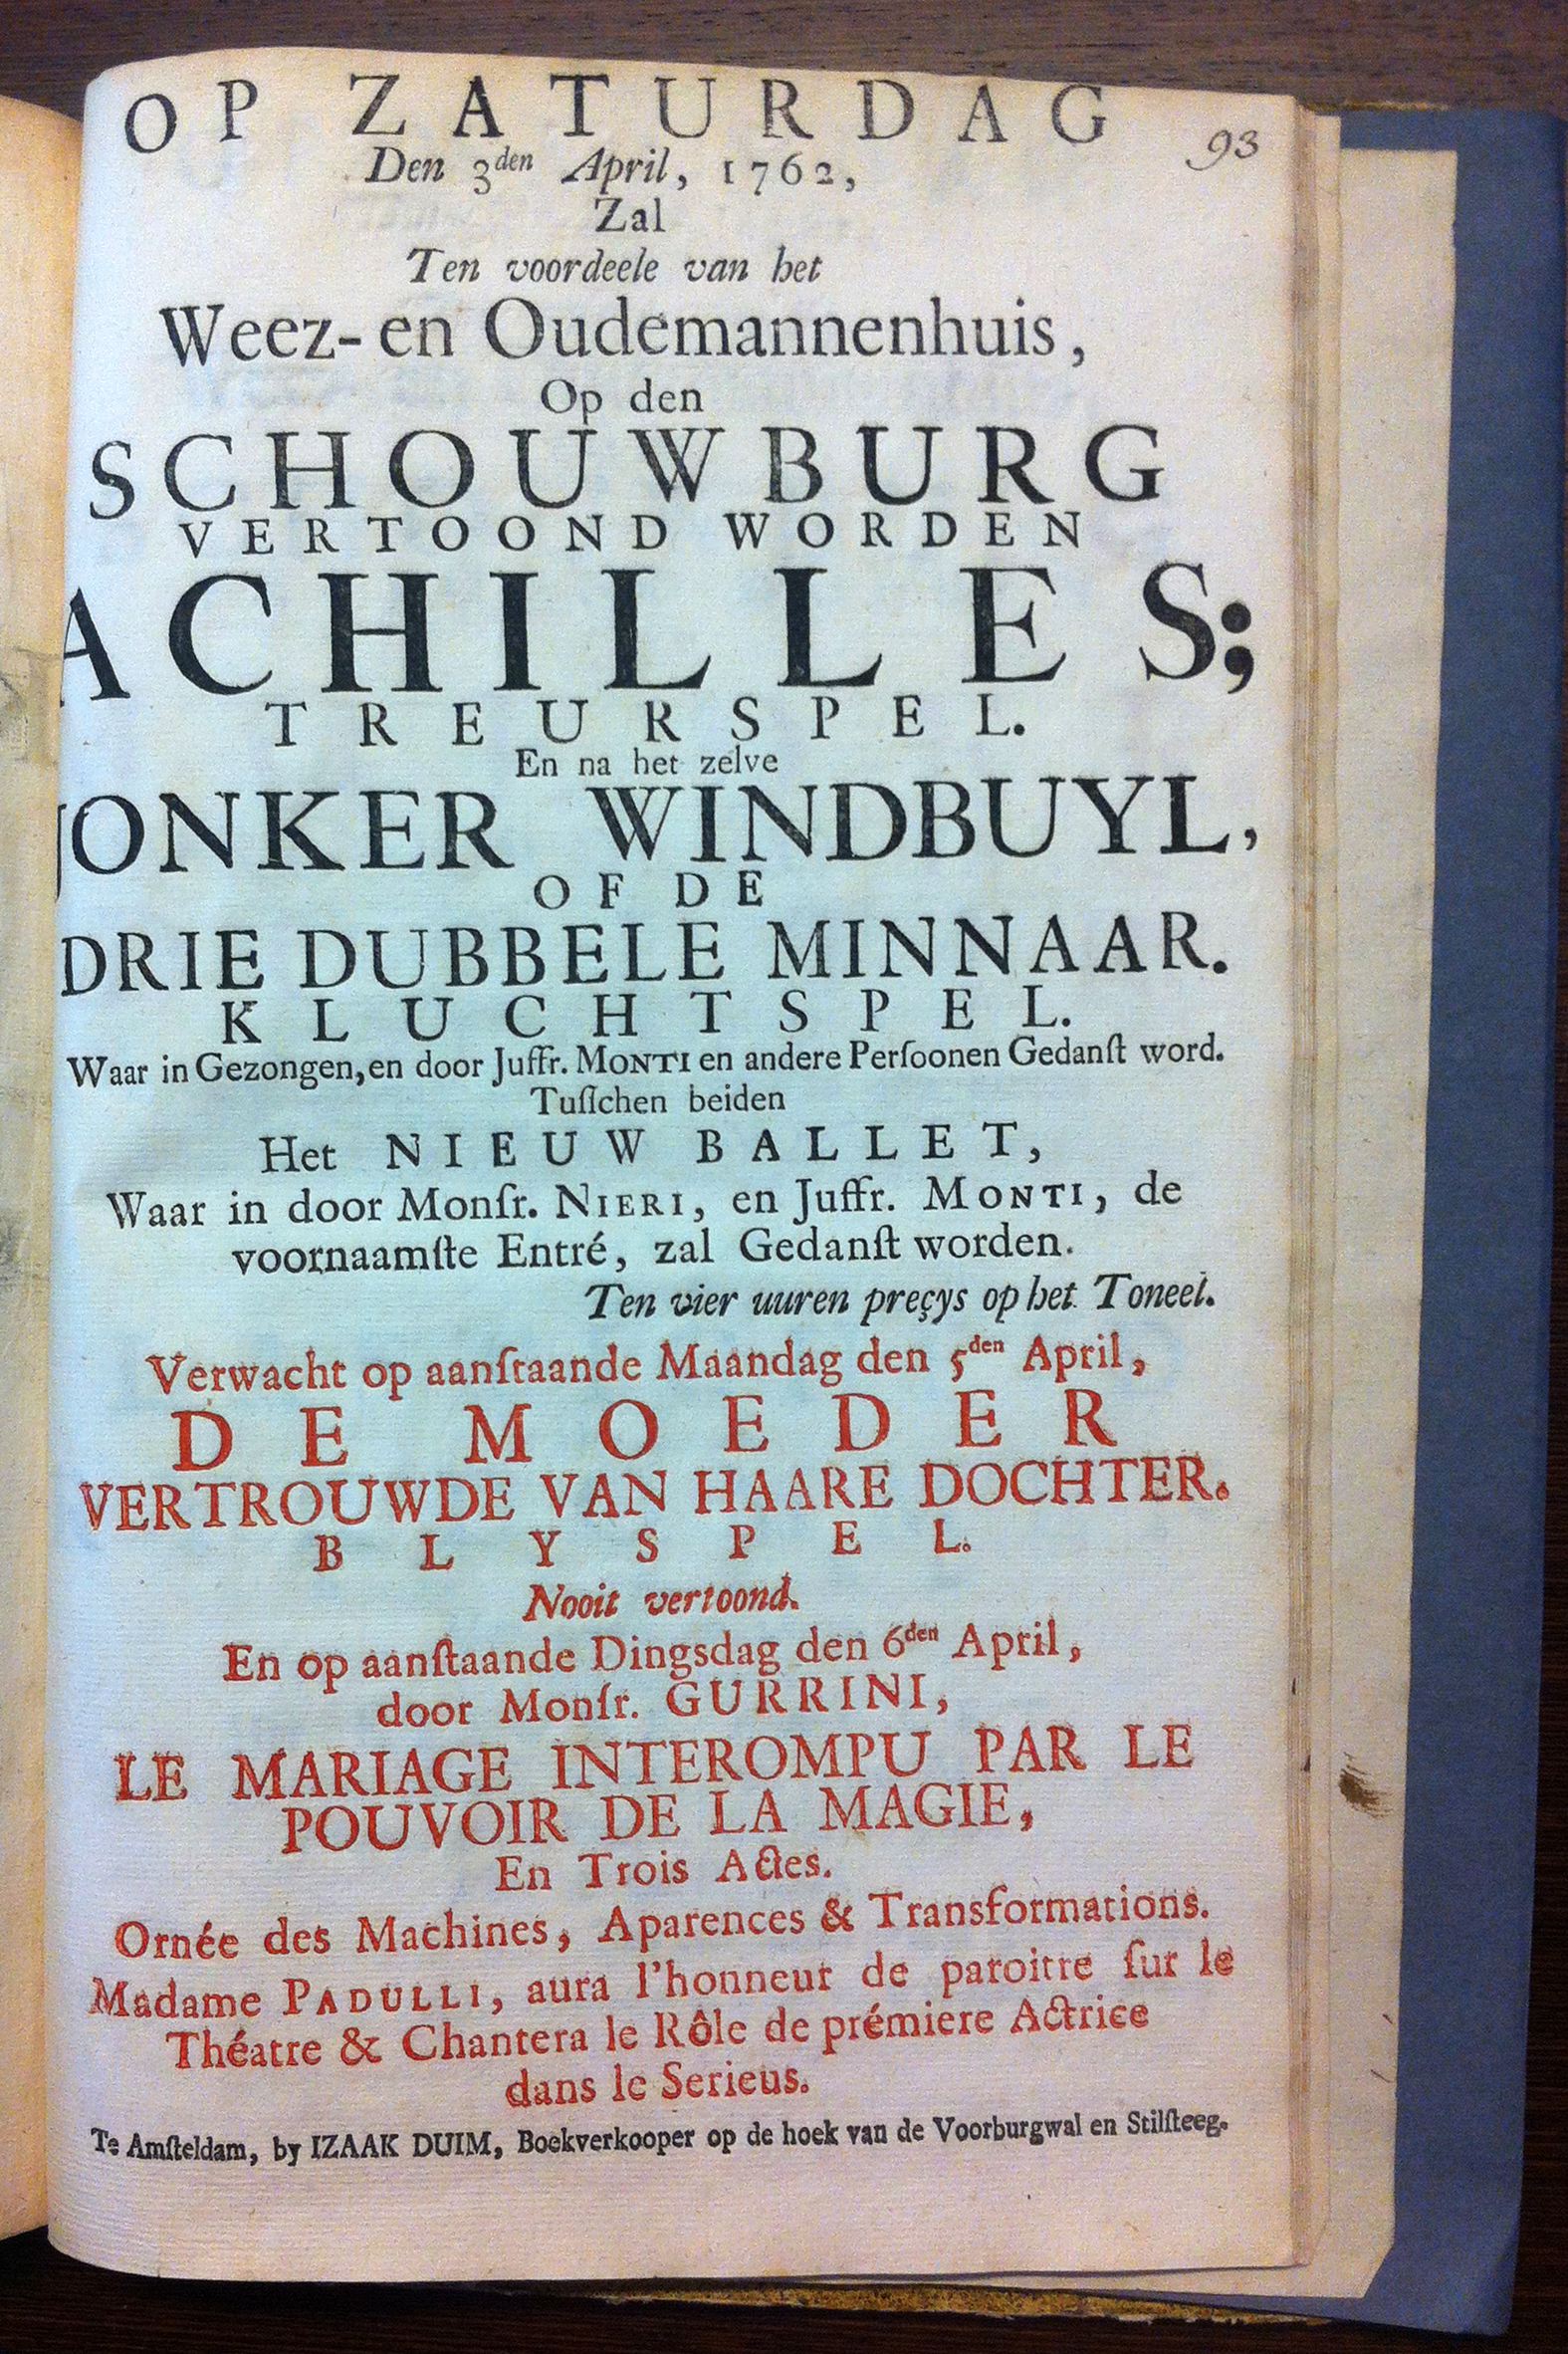 OP ZATURDAG
93
Den 3den April, 1762,
Zal
Ten voordeele van het
Weez- en Oudemannenhuis,
Op den
SCHOUWBURG
VERTOOND WORDEN
ACHILLES;
TREURSPEL.
En na het zelve
JONKER WINDBUYL,
OF DE
DRIE DUBBELE MINNAAR.
KLUCHTSPEL.
Waar in Gezongen, en door Juffr. MONTI en andere Perſoonen Gedanſt word.
Tuſſchen beiden
Het NIEUW BALLET,
Waar in door Monſr. NIERI, en Juffr. MONTI, de
voornaamſte Entré, zal Gedanſt worden.
Ten vier uuren preçys op het Toneel.
Verwacht op aanſtaande Maandag den 5den April,
DE MOEDER
VERTROUWDE VAN HAARE DOCHTER.
BLYSPEL.
Nooit vertoond.
En op aanſtaande Dingsdag den 6den April,
door Monſr. GURRINI,
LE MARIAGE INTEROMPU PAR LE
POUVOIR DE LA MAGIE,
En Trois Actes.
Ornée des Machines, Aparences & Transformations.
Madame PADULLI, aura l'honneur de paroitre ſur le
Théatre & Chantera le Rôle de prémiere Actrice
dans le Serieus.
Te Amſteldam, by IZAAK DUIM, Boekverkooper op de hoek van de Voorburgwal en Stilſteeg.